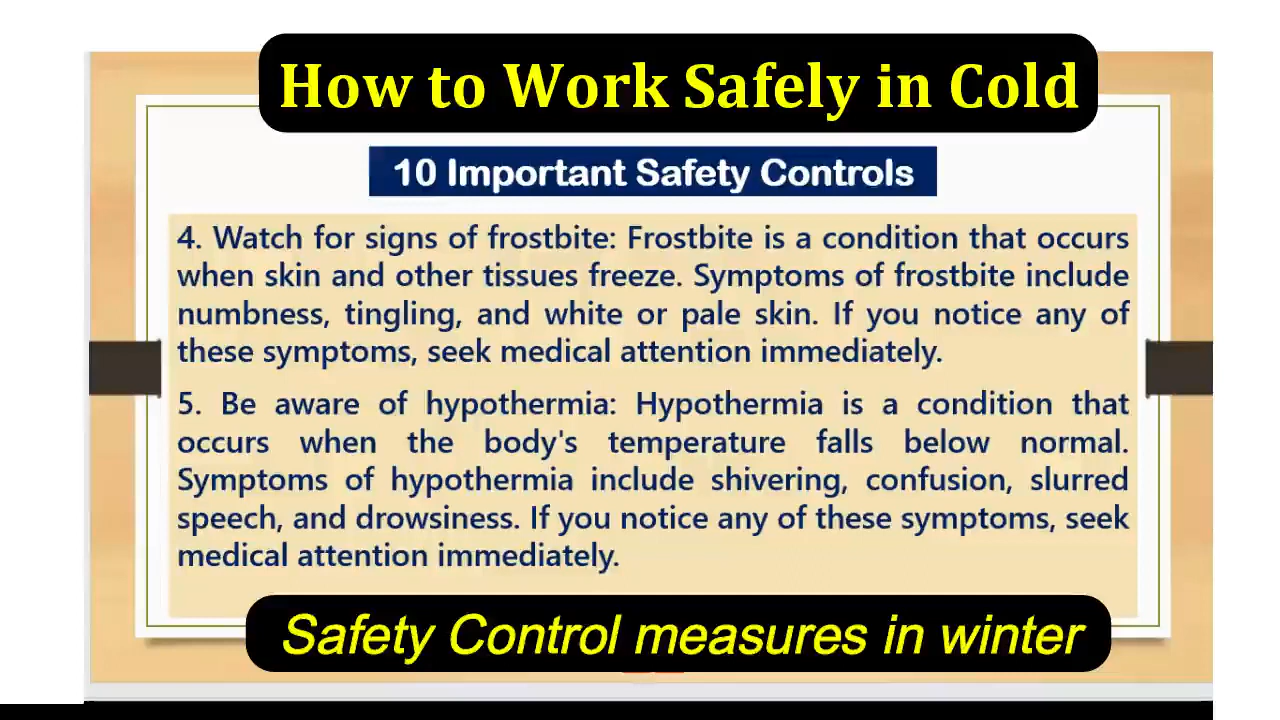 How to Work Safely in Cold
10 Important Safety Controls
4. Watch for signs of frostbite: Frostbite is a condition that occurs
when skin and other tissues freeze. Symptoms of frostbite include
numbness, tingling, and white or pale skin. If you notice any of
these symptoms, seek medical attention immediately.
5. Be aware of hypothermia: Hypothermia is a condition that
occurs when the body's temperature falls below normal.
Symptoms of hypothermia include shivering, confusion, slurred
speech, and drowsiness. If you notice any of these symptoms, seek
medical attention immediately.
Safety Control measures in winter